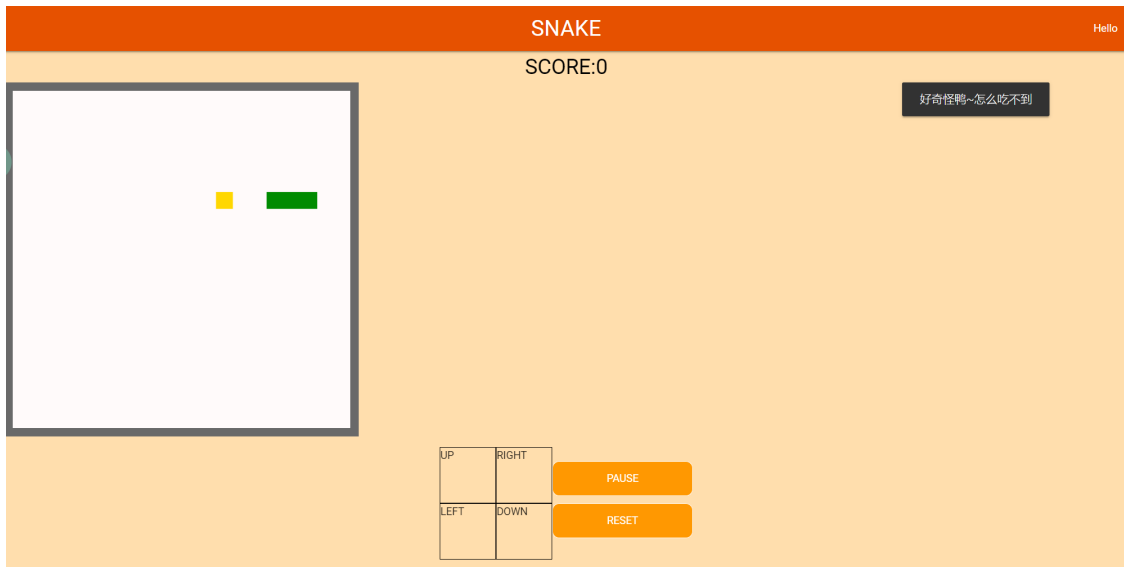 SNAKE
Hello
SCORE:0
好奇怪鸭~怎么吃不到
UP
RIGHT
PAUSE
LEFT
DOWN
RESET